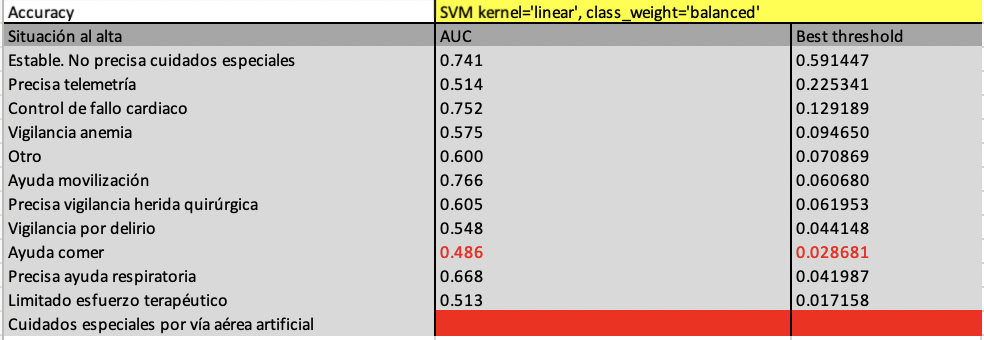 Accuracy SVM kernel='linear', class_weight='balanced'
Situación al alta AUC Best threshold
Estable. No precisa cuidados especiales 0.741 0.591447
Precisa telemetría 0.514 0.225341
Control de fallo cardiaco 0.752 0.129189
Vigilancia anemia 0.575 0.094650
Otro 0.600 0.070869
Ayuda movilización 0.766 0.060680
Precisa vigilancia herida quirúrgica 0.605 0.061953
Vigilancia por delirio 0.548 0.044148
Ayuda comer 0.486 0.028681
Precisa ayuda respiratoria 0.668 0.041987
Limitado esfuerzo terapéutico 0.513 0.017158
Cuidados especiales por vía aérea artificial